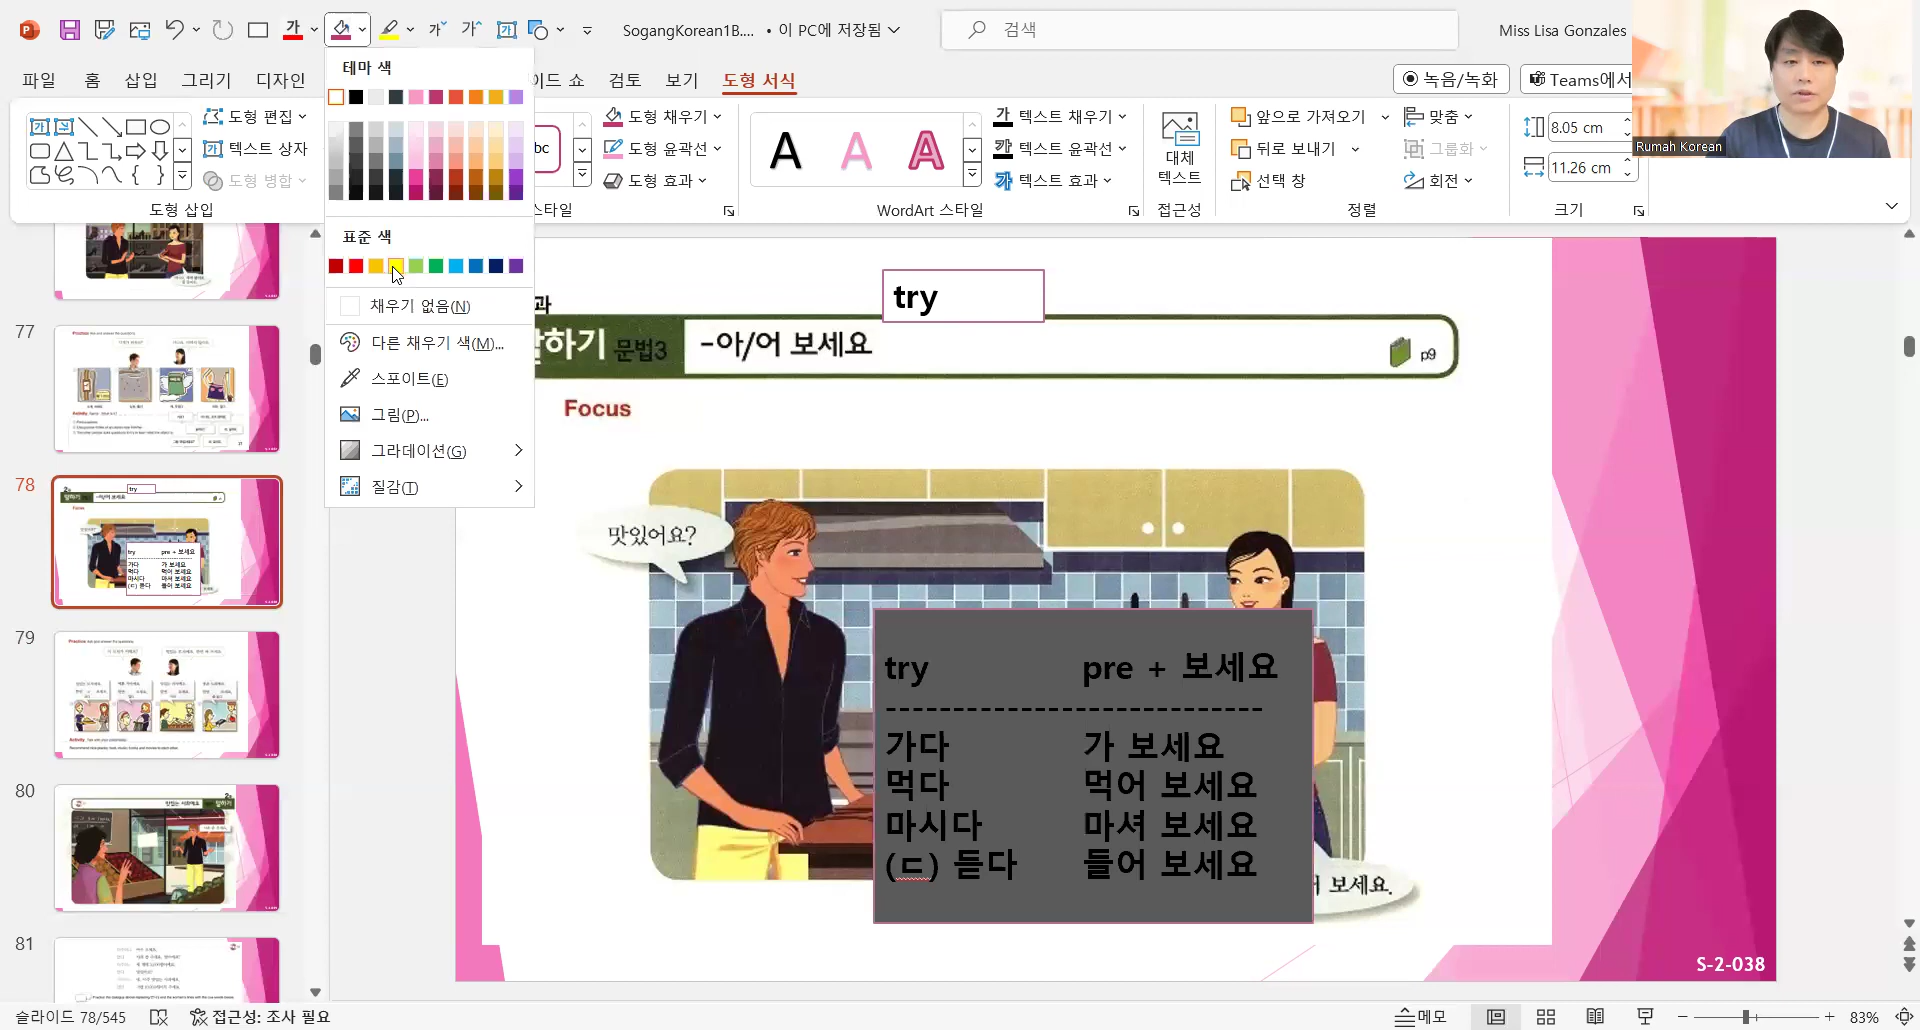 SogangKorean1B.... • 이 PC에 저장됨
검색
Miss Lisa Gonzales
가
파일
홈
삽입
그리기
디자인
이드 쇼
검토
보기
도형 서식
녹음/녹화
Teams에서
Rumah Korean
도형 편집
텍스트 상자
도형 병합
도형 삽입
테마 색
표준 색
채우기 없음(N)
다른 채우기 색(M)...
스포이트(E)
그림(P)...
그라데이션(G)
질감(T)
bc
도형 채우기
도형 윤곽선
도형 효과
스타일
A A A
텍스트 채우기
텍스트 윤곽선
텍스트 효과
WordArt 스타일
대체
텍스트
접근성
앞으로 가져오기
뒤로 보내기
선택 창
맞춤
그룹화
회전
정렬
8.05 cm
11.26 cm
크기
77
78
79
80
81
과
try
말하기 문법3
-아/어 보세요
p9
Focus
맛있어요?
try pre + 보세요
----------------------------
가다 가 보세요
먹다 먹어 보세요
마시다 마셔 보세요
(ㄷ) 듣다 들어 보세요
어 보세요.
S-2-038
슬라이드 78/545
접근성: 조사 필요
메모
83%